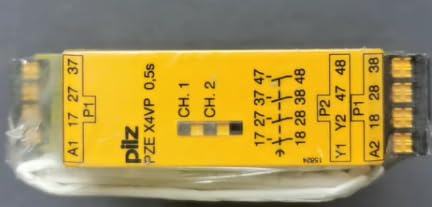 pilz
PZE X4VP 0,5s
A1 17 27 37
P1
CH. 1
CH. 2
17 27 37 47
18 28 38 48
15824
P2
Y1 Y2 47 48
P1
A2 18 28 38